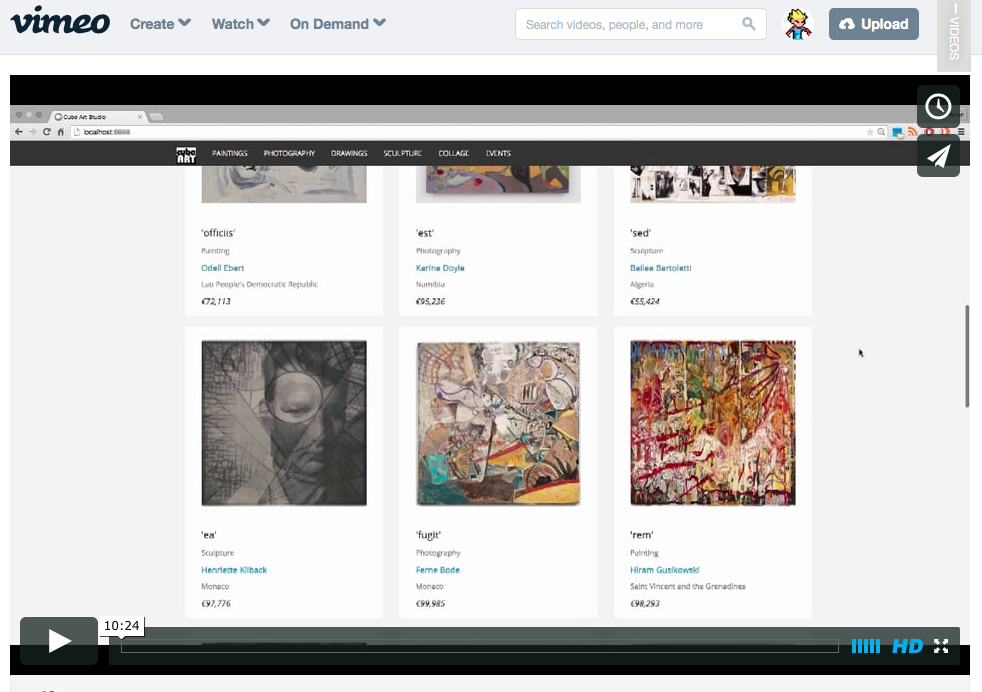 vimeo Create Watch On Demand Search videos, people, and more Upload
VIDEOS
Cube Art Studio
localhost:8888
cube ART PAINTINGS PHOTOGRAPHY DRAWINGS SCULPTURE COLLAGE EVENTS
'officiis' 'est' 'sed'
Painting Photography Sculpture
Odell Ebert Karina Doyle Bailee Bartoletti
Lao People's Democratic Republic Namibia Algeria
€72,113 €95,236 €55,424
'ea' 'fugit' 'rem'
Sculpture Photography Painting
Henriette Kilback Ferne Bode Hiram Gusikowski
Monaco Monaco Saint Vincent and the Grenadines
€97,776 €99,985 €98,293
10:24
HD